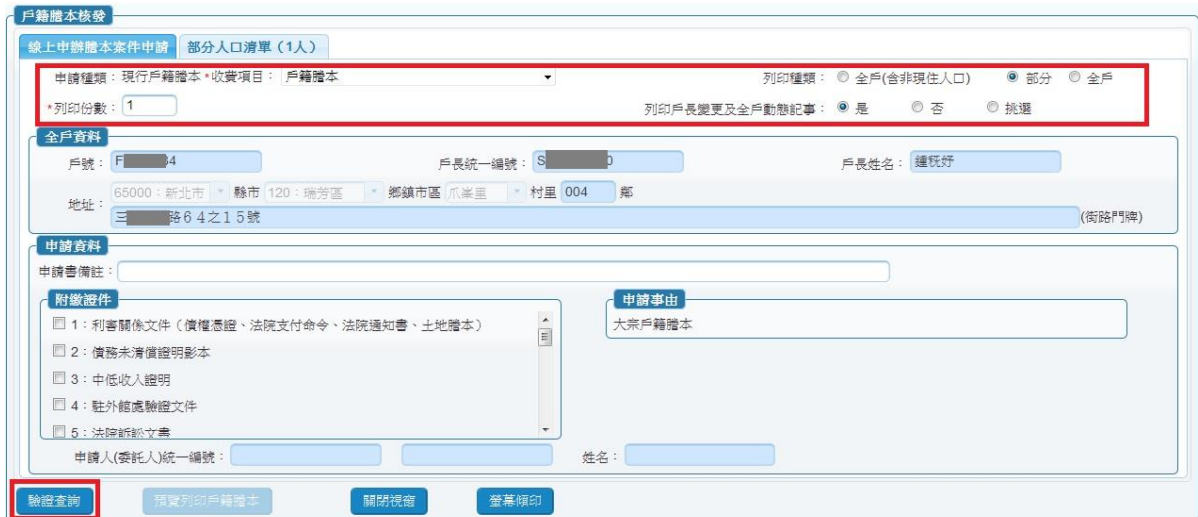 戶籍謄本核發
線上申辦謄本案件申請 部分人口清單（1人）
申請種類：現行戶籍謄本 *收費項目： 戶籍謄本 列印種類： 全戶(含非現住人口) 部分 全戶
*列印份數： 1 列印戶長變更及全戶動態記事： 是 否 挑選
全戶資料
戶號： F 34 戶長統一編號： S 0 戶長姓名： 鍾秹妤
地址： 65000：新北市 縣市 120：瑞芳區 鄉鎮市區 爪峯里 村里 004 鄰
三 路６４之１５號 (街路門牌)
申請資料
申請書備註：
附繳證件 申請事由
1：利害關係文件（債權憑證、法院支付命令、法院通知書、土地謄本） 大宗戶籍謄本
2：債務未清償證明影本
3：中低收入證明
4：駐外館處驗證文件
5：法院訴訟文書
申請人(委託人)統一編號： 姓名：
驗證查詢 預覽列印戶籍謄本 關閉視窗 螢幕傾印